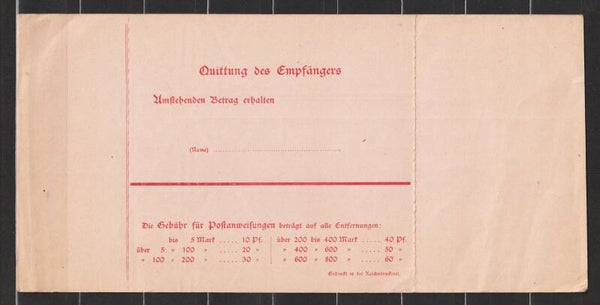 Quittung des Empfängers
Umstehenden Betrag erhalten
(Name) ........................................
Die Gebühr für Postanweisungen beträgt auf alle Entfernungen:
bis 5 Mark ..... 10 Pf.
über 5 „ 100 „ ..... 20 „
„ 100 „ 200 „ ..... 30 „
über 200 bis 400 Mark ..... 40 Pf.
„ 400 „ 600 „ ..... 50 „
„ 600 „ 800 „ ..... 60 „
Gedruckt in der Reichsdruckerei.